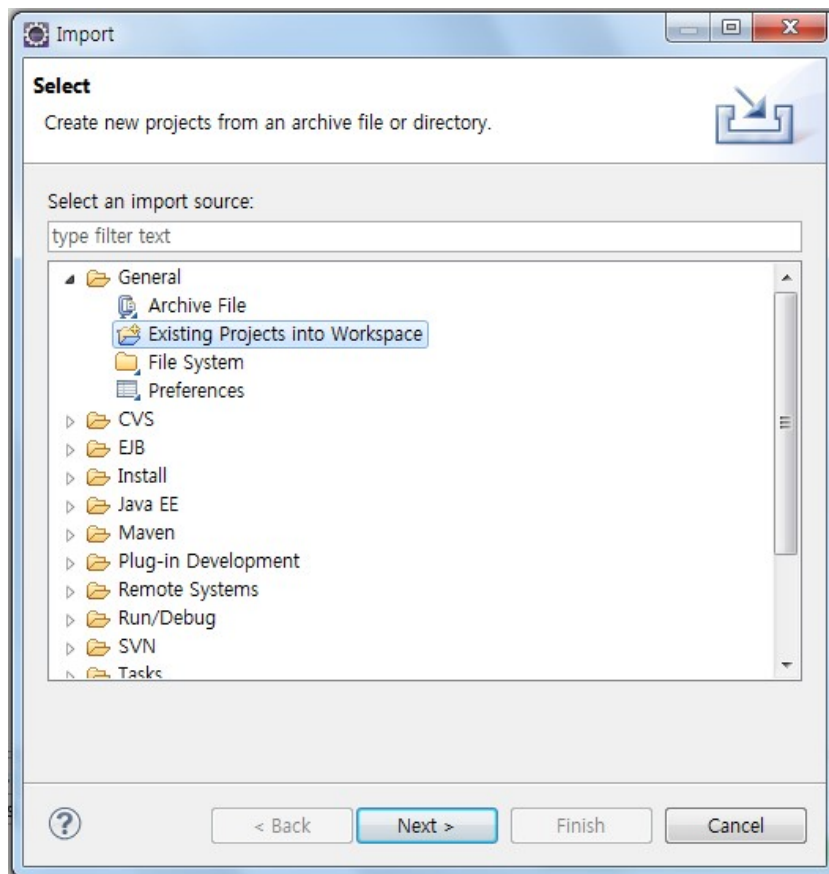 Import
Select
Create new projects from an archive file or directory.
Select an import source:
type filter text
General
Archive File
Existing Projects into Workspace
File System
Preferences
CVS
EJB
Install
Java EE
Maven
Plug-in Development
Remote Systems
Run/Debug
SVN
Tasks
< Back Next > Finish Cancel